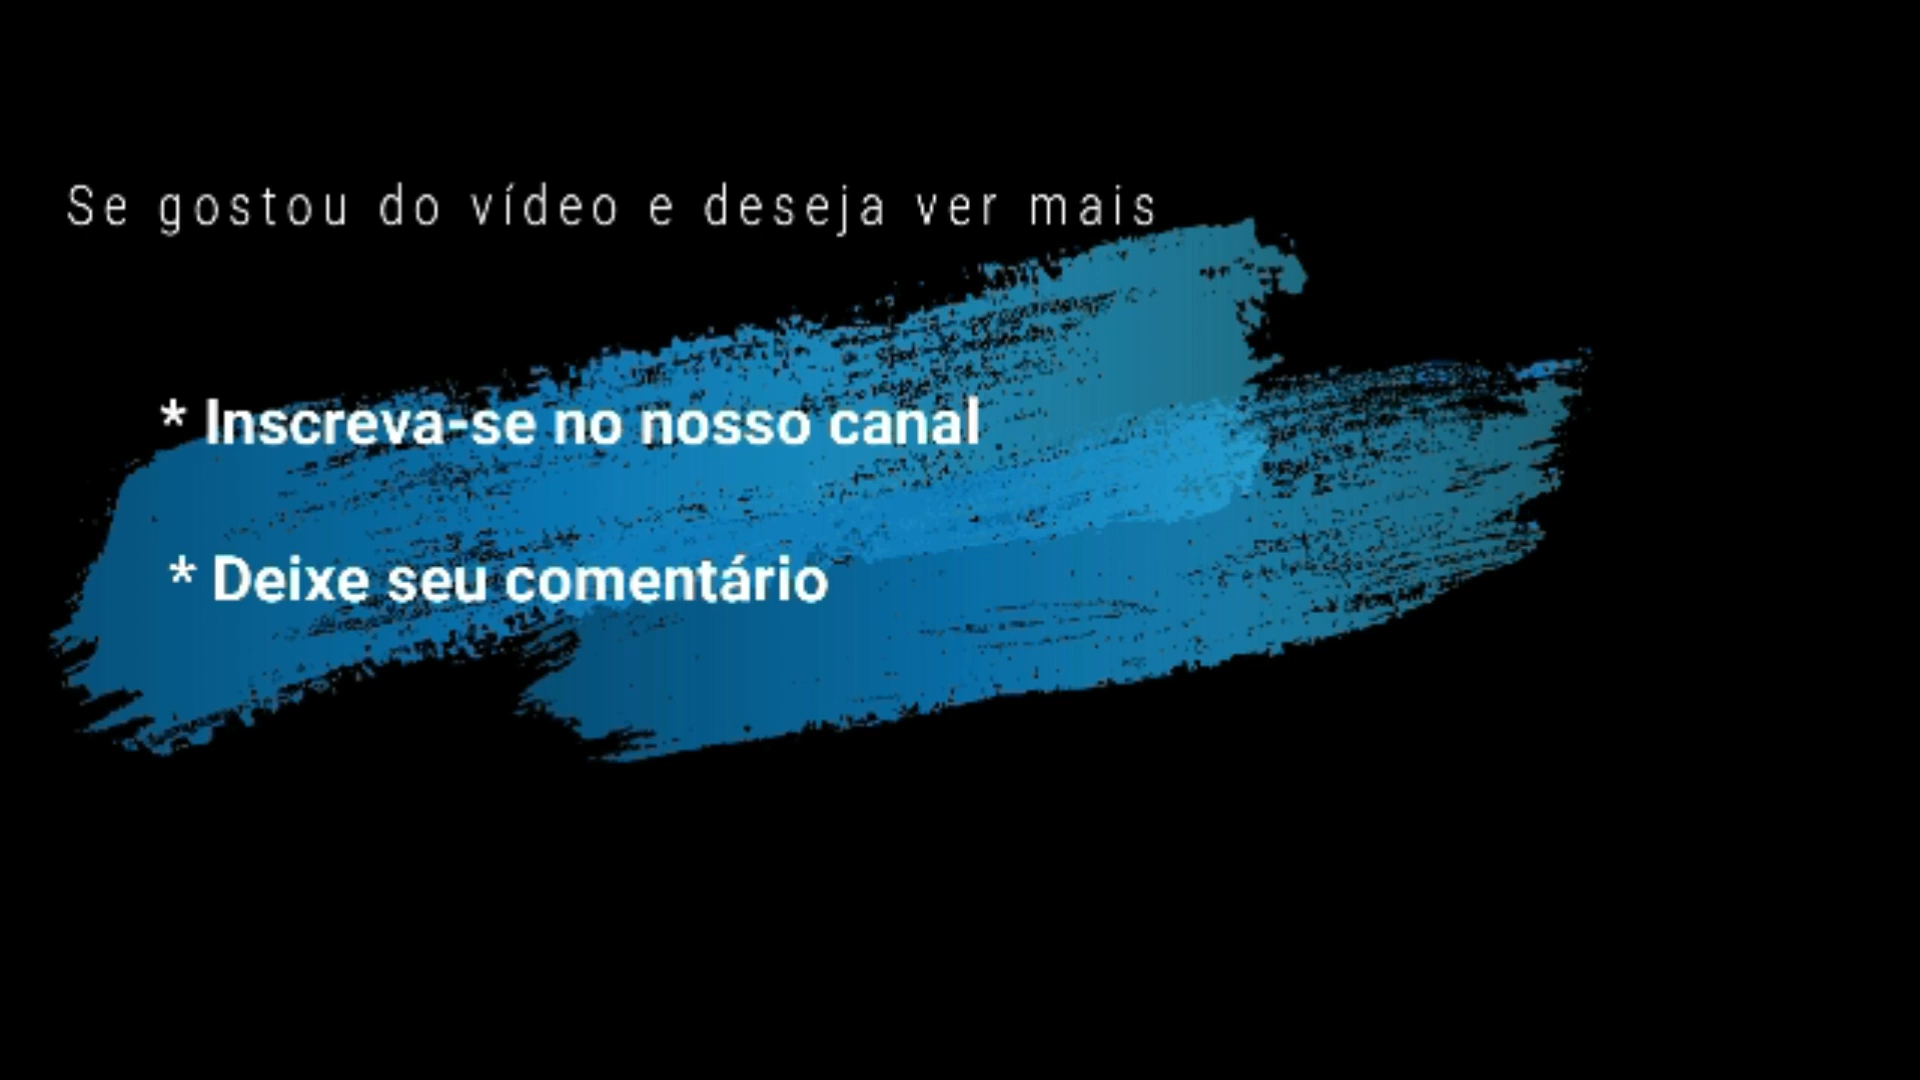 Se gostou do vídeo e deseja ver mais
* Inscreva-se no nosso canal
* Deixe seu comentário